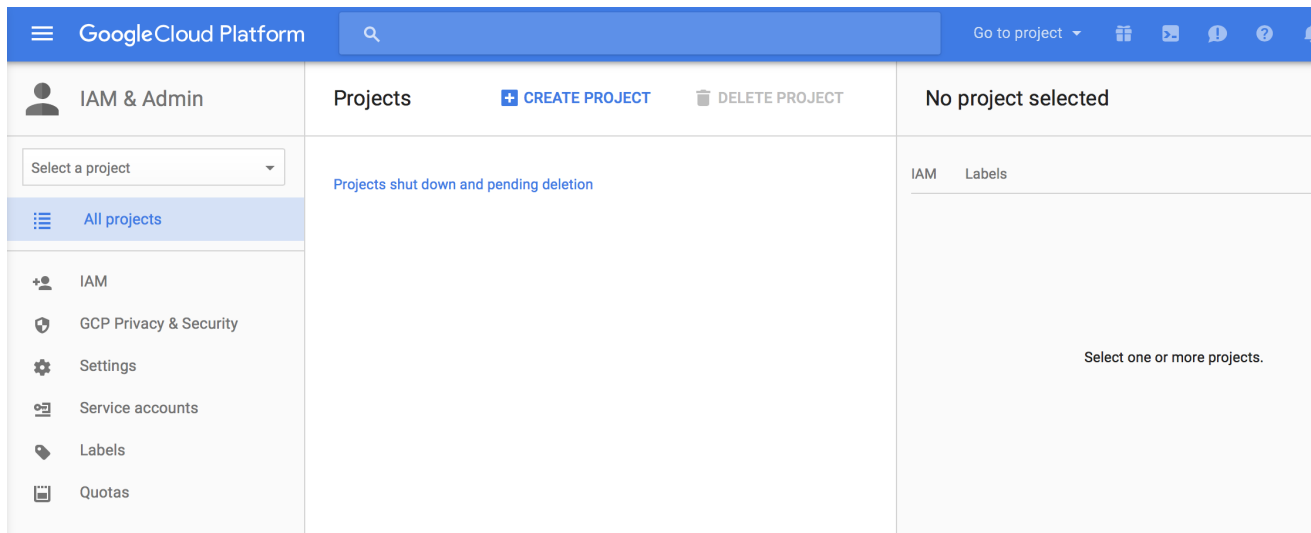 GoogleCloud Platform
Go to project
IAM & Admin
Projects
CREATE PROJECT
DELETE PROJECT
No project selected
Select a project
All projects
Projects shut down and pending deletion
IAM Labels
IAM
GCP Privacy & Security
Settings
Service accounts
Labels
Quotas
Select one or more projects.